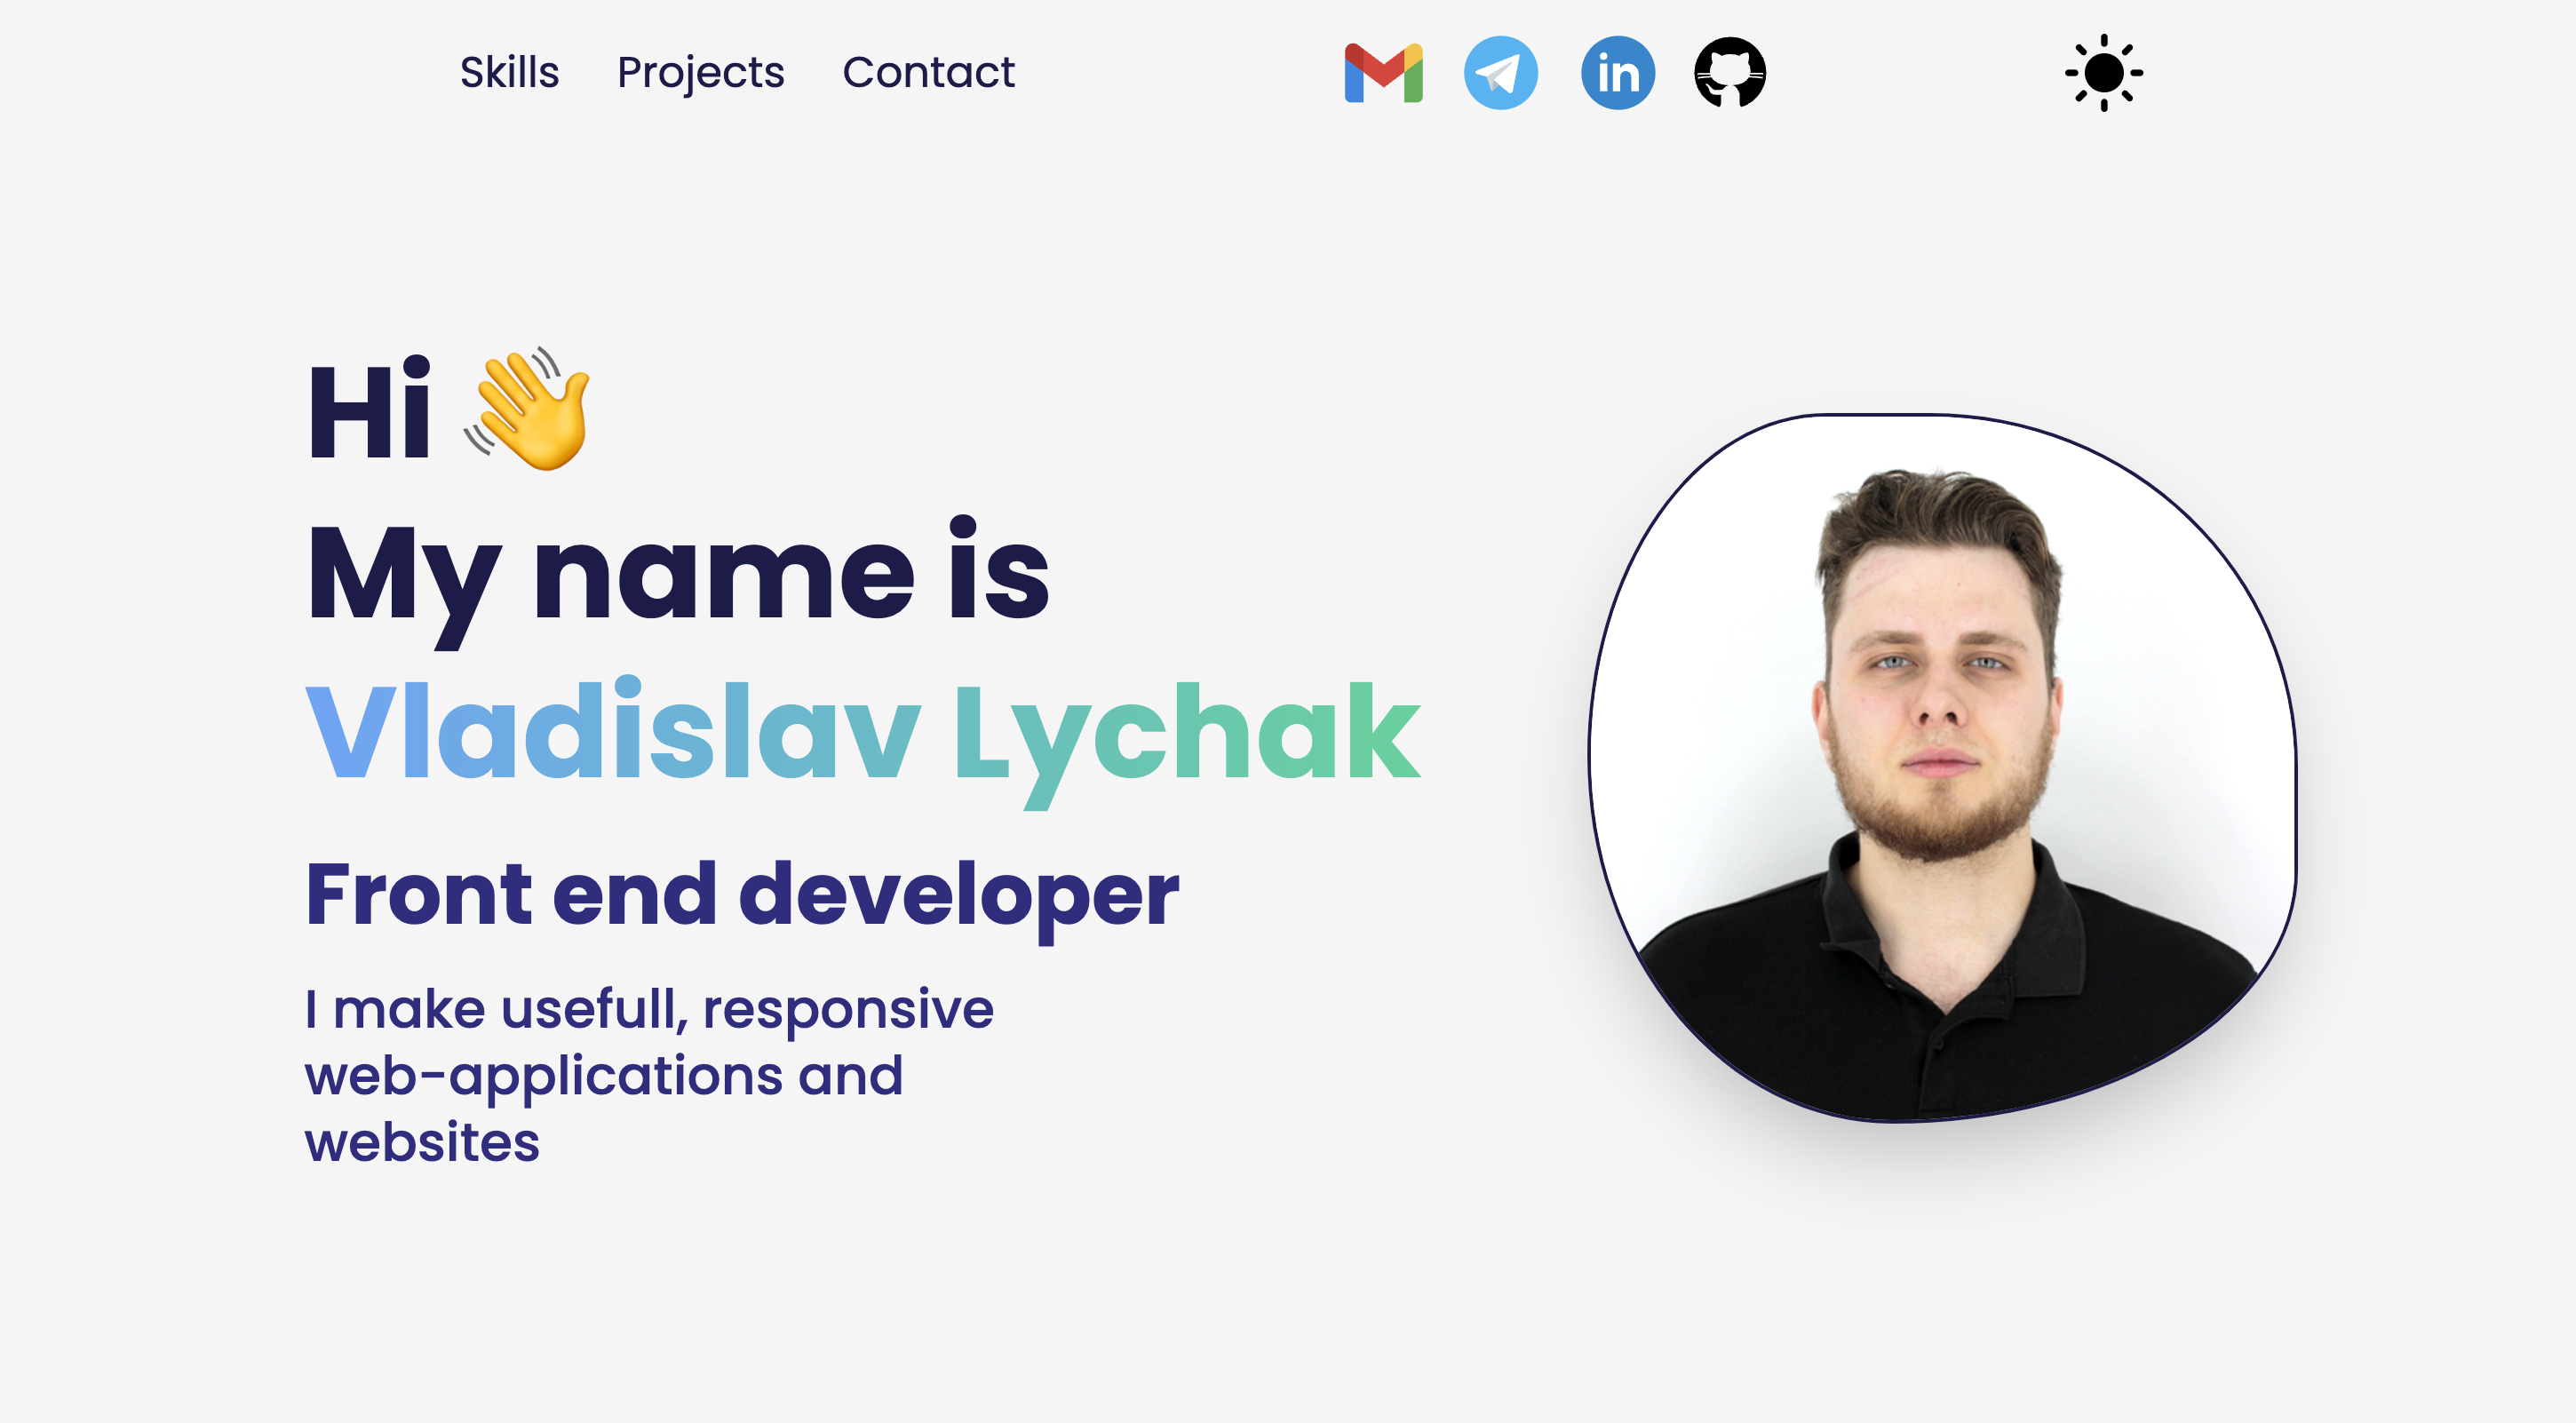 Skills Projects Contact
in
Hi 👋
My name is
Vladislav Lychak
Front end developer
I make usefull, responsive
web-applications and
websites